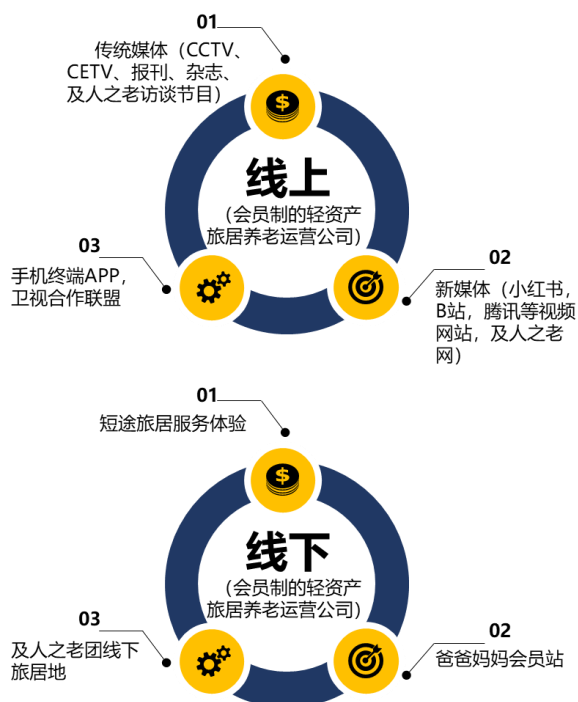 01
传统媒体（CCTV、
CETV、报刊、杂志、
及人之老访谈节目）
线上
（会员制的轻资产
旅居养老运营公司）
03
手机终端APP，
卫视合作联盟
02
新媒体（小红书，
B站，腾讯等视频
网站，及人之老
网）
01
短途旅居服务体验
线下
（会员制的轻资产
旅居养老运营公司）
03
及人之老团线下
旅居地
02
爸爸妈妈会员站